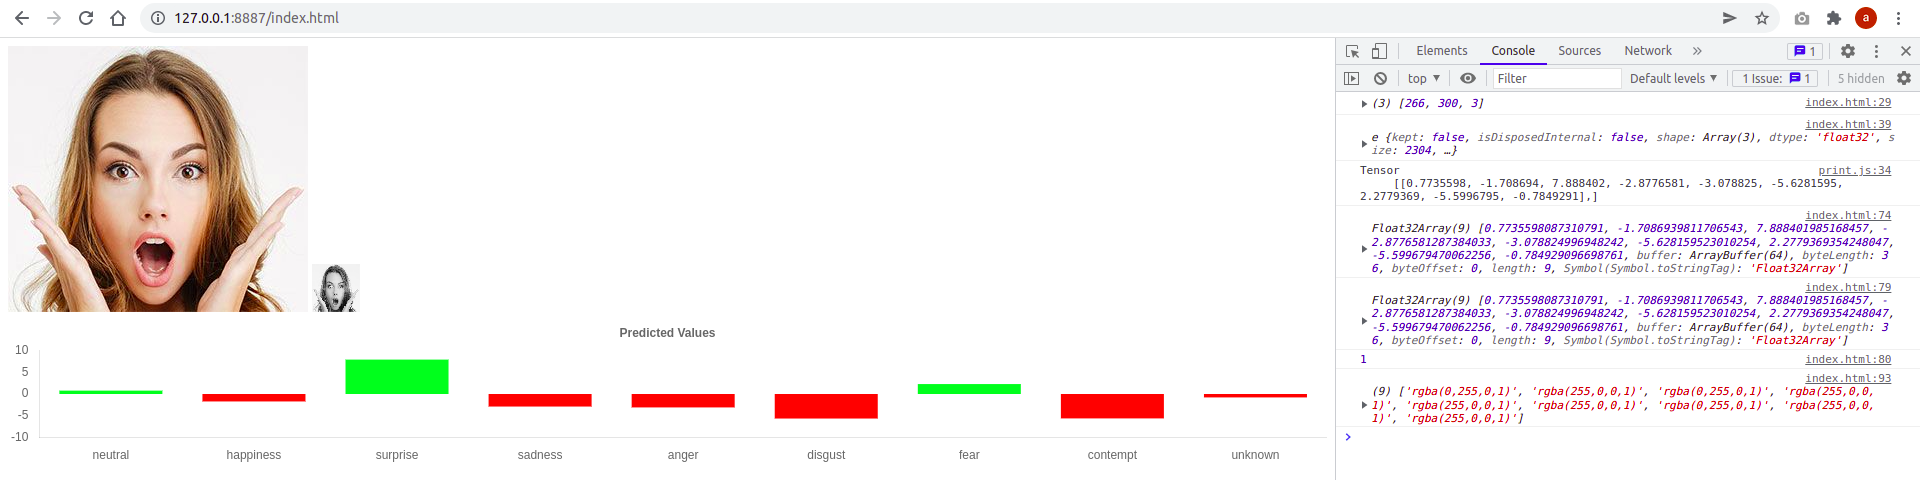 127.0.0.1:8887/index.html
a
Elements Console Sources Network » 1
top Filter Default levels 1 Issue: 1 5 hidden
(3) [266, 300, 3] index.html:29
index.html:39
e {kept: false, isDisposedInternal: false, shape: Array(3), dtype: 'float32', s
ize: 2304, …}
Tensor print.js:34
[[0.7735598, -1.708694, 7.888402, -2.8776581, -3.078825, -5.6281595,
2.2779369, -5.5996795, -0.7849291],]
index.html:74
Float32Array(9) [0.7735598087310791, -1.7086939811706543, 7.888401985168457, -
2.8776581287384033, -3.078824996948242, -5.628159523010254, 2.2779369354248047,
-5.599679470062256, -0.784929096698761, buffer: ArrayBuffer(64), byteLength: 3
6, byteOffset: 0, length: 9, Symbol(Symbol.toStringTag): 'Float32Array']
index.html:79
Float32Array(9) [0.7735598087310791, -1.7086939811706543, 7.888401985168457, -
2.8776581287384033, -3.078824996948242, -5.628159523010254, 2.2779369354248047,
-5.599679470062256, -0.784929096698761, buffer: ArrayBuffer(64), byteLength: 3
6, byteOffset: 0, length: 9, Symbol(Symbol.toStringTag): 'Float32Array']
1 index.html:80
index.html:93
(9) ['rgba(0,255,0,1)', 'rgba(255,0,0,1)', 'rgba(0,255,0,1)', 'rgba(255,0,0,
1)', 'rgba(255,0,0,1)', 'rgba(255,0,0,1)', 'rgba(0,255,0,1)', 'rgba(255,0,0,
1)', 'rgba(255,0,0,1)']
Predicted Values
10
5
0
-5
-10
neutral happiness surprise sadness anger disgust fear contempt unknown